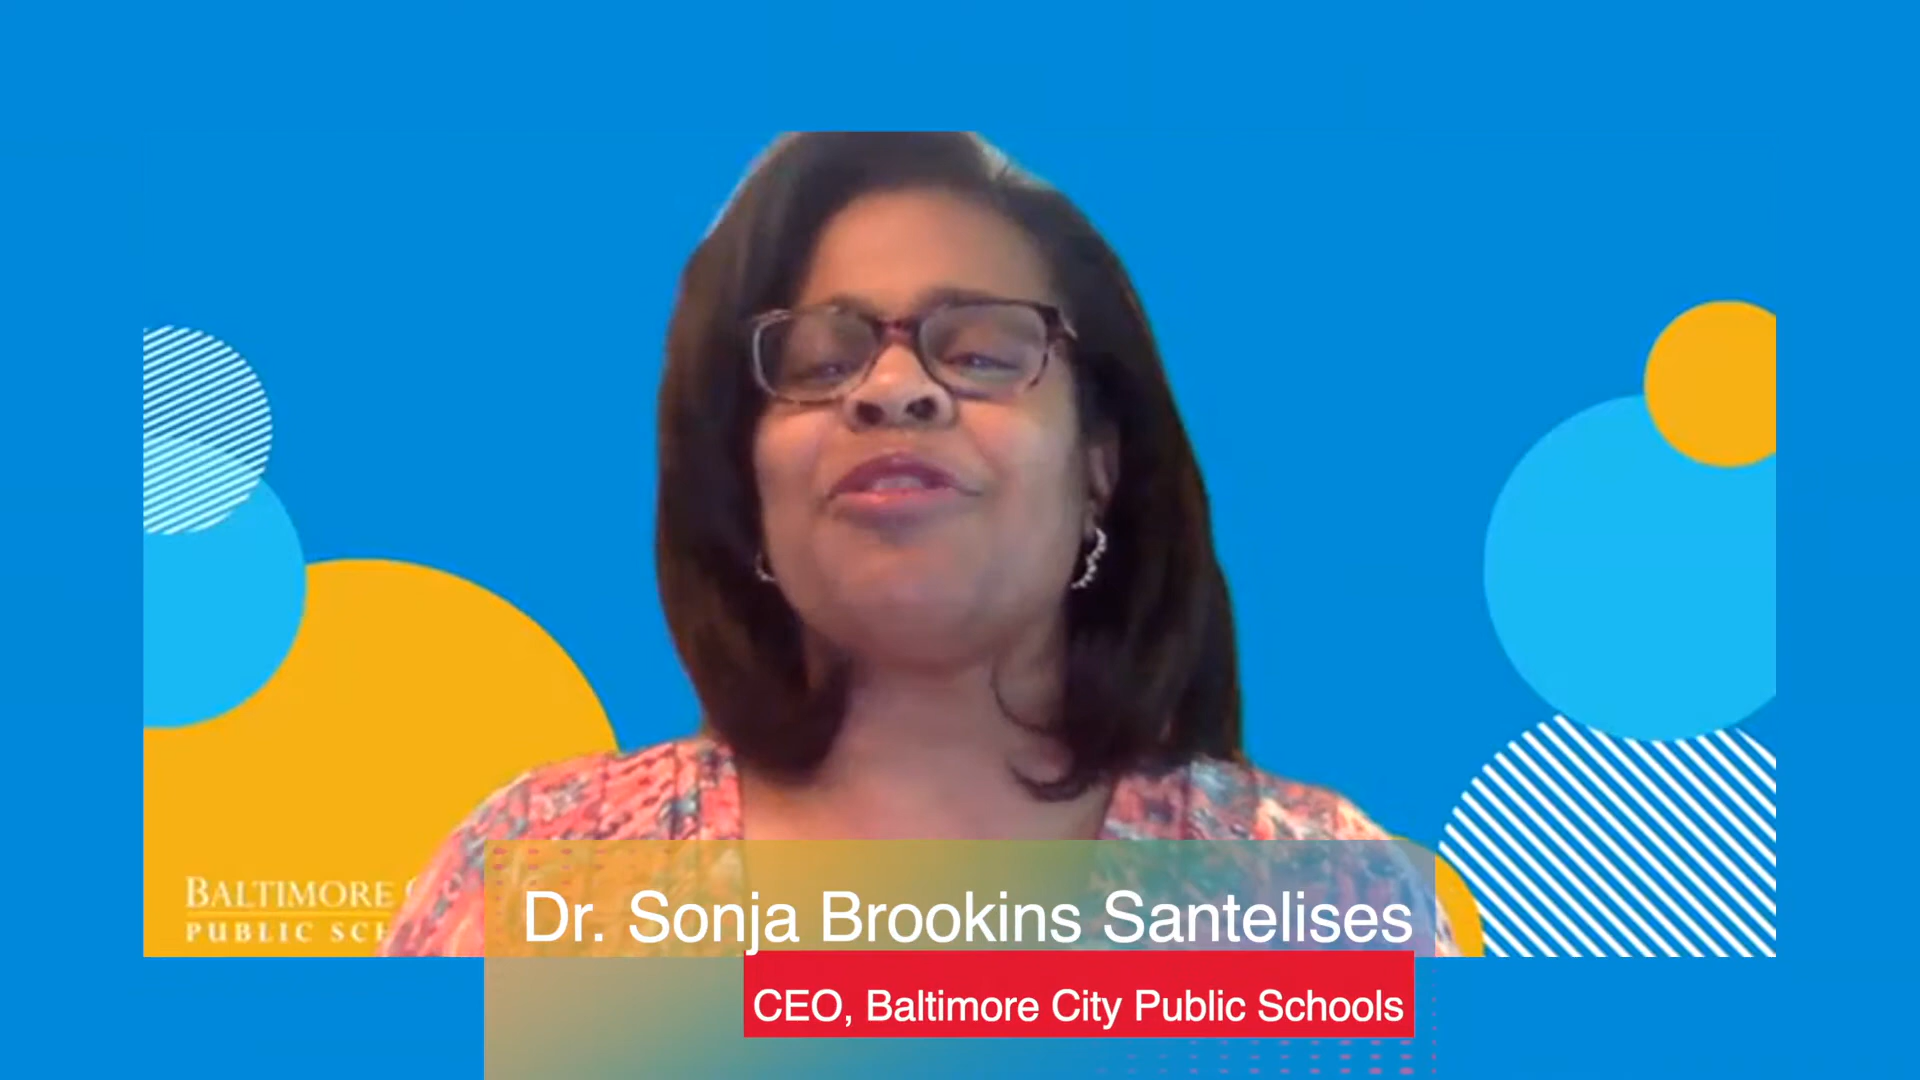 BALTIMORE
PUBLIC
Dr. Sonja Brookins Santelises
CEO, Baltimore City Public Schools